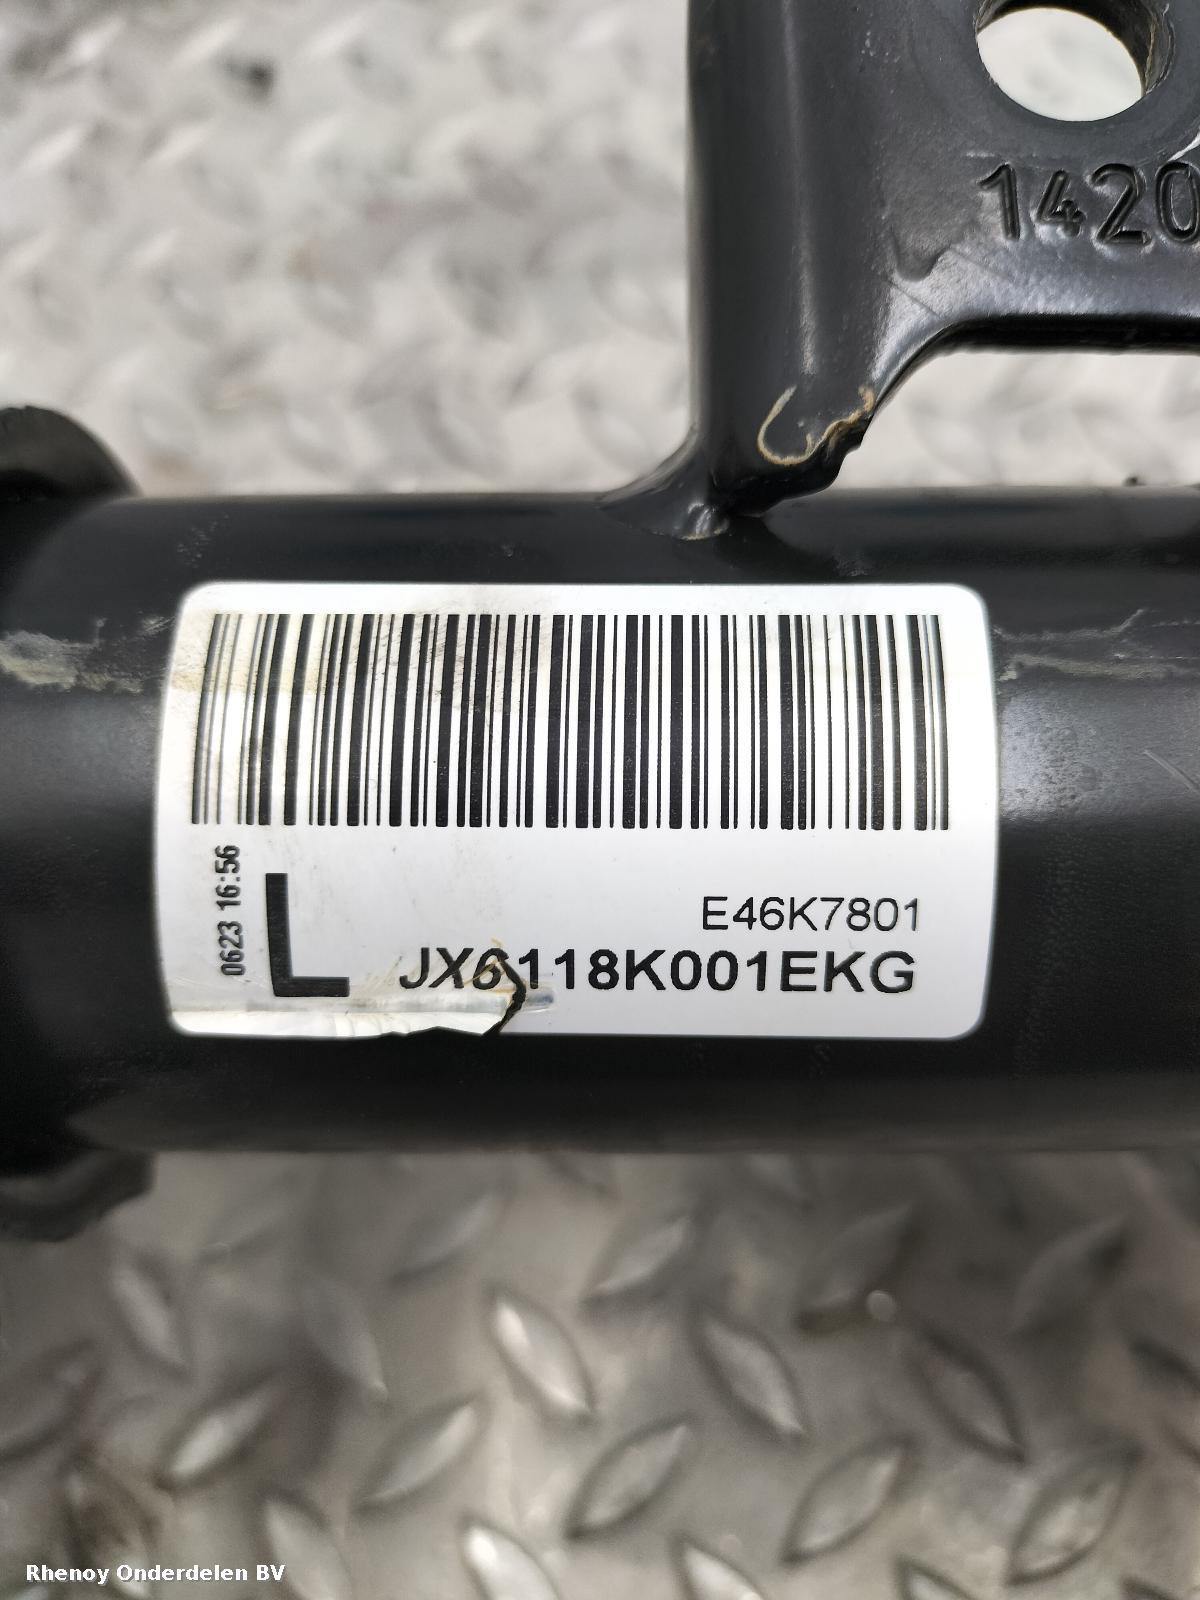 1420
0623 16:56
L
E46K7801
JX6118K001EKG
Rhenoy Onderdelen BV